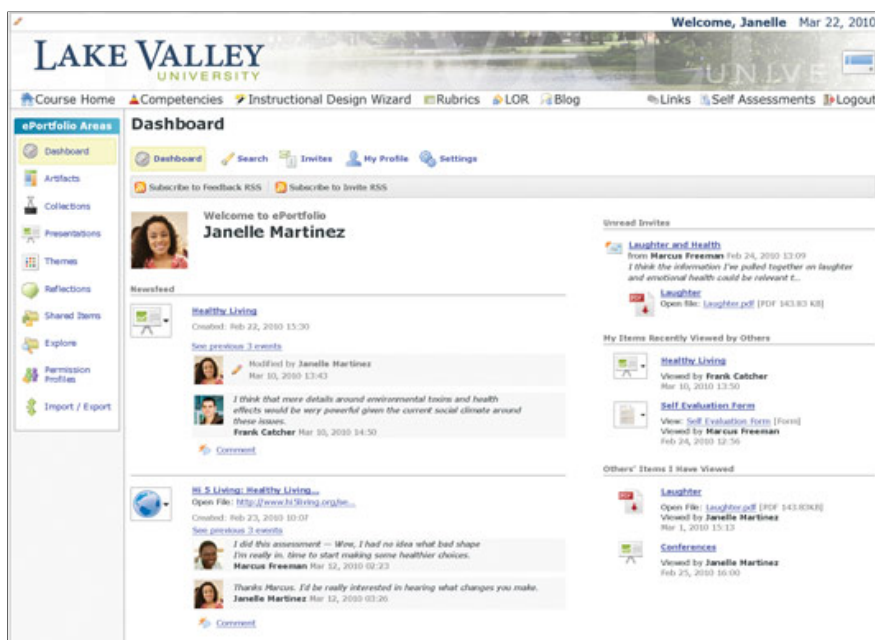 Welcome, Janelle Mar 22, 2010
LAKE VALLEY
UNIVERSITY
UNIVE
Course Home Competencies Instructional Design Wizard Rubrics LOR Blog Links Self Assessments Logout
ePortfolio Areas
Dashboard
Artifacts
Collections
Presentations
Themes
Reflections
Shared Items
Explore
Permission
Profiles
Import / Export
Dashboard
Dashboard Search Invites My Profile Settings
Subscribe to Feedback RSS Subscribe to Invite RSS
Welcome to ePortfolio
Janelle Martinez
Newsfeed
Healthy Living
Created: Feb 22, 2010 15:30
See previous 3 events
Modified by Janelle Martinez
Mar 10, 2010 13:43
I think that more details around environmental toxins and health
effects would be very powerful given the current social climate around
these issues.
Frank Catcher Mar 10, 2010 14:50
Comment
Hi 5 Living: Healthy Living...
Open File: http://www.hi5living.org/se...
Created: Feb 23, 2010 10:07
See previous 3 events
I did this assessment — Wow, I had no idea what bad shape
I'm really in. time to start making some healthier choices.
Marcus Freeman Mar 12, 2010 02:23
Thanks Marcus. I'd be really interested in hearing what changes you make.
Janelle Martinez Mar 12, 2010 03:26
Comment
Unread Invites
Laughter and Health
from Marcus Freeman Feb 24, 2010 13:09
I think the information I've pulled together on laughter
and emotional health could be relevant t...
Laughter
Open file: Laughter.pdf [PDF 143.83 KB]
My Items Recently Viewed by Others
Healthy Living
Viewed by Frank Catcher
Mar 10, 2010 13:50
Self Evaluation Form
View: Self Evaluation Form [Form]
Viewed by Marcus Freeman
Feb 24, 2010 12:56
Others' Items I Have Viewed
Laughter
Open File: Laughter.pdf [PDF 143.83KB]
Viewed by Janelle Martinez
Mar 1, 2010 15:13
Conferences
Viewed by Janelle Martinez
Feb 25, 2010 16:00